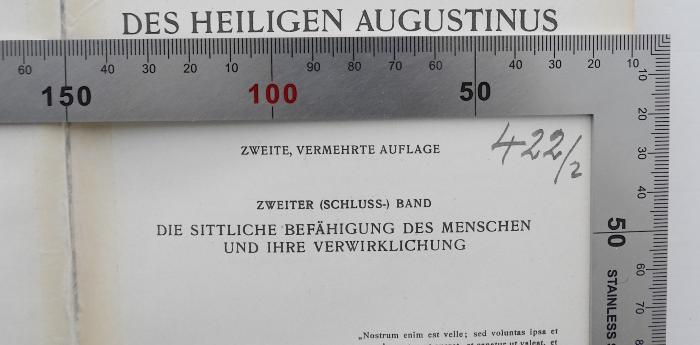 DES HEILIGEN AUGUSTINUS
60 40 30 20 10 90 80 70 60 40 30 20 10
150 100 50
10
20
30
40
50
60
70
STAINLESS
422/2
ZWEITE, VERMEHRTE AUFLAGE
ZWEITER (SCHLUSS-) BAND
DIE SITTLICHE BEFÄHIGUNG DES MENSCHEN
UND IHRE VERWIRKLICHUNG
„Nostrum enim est velle; sed voluntas ipsa et